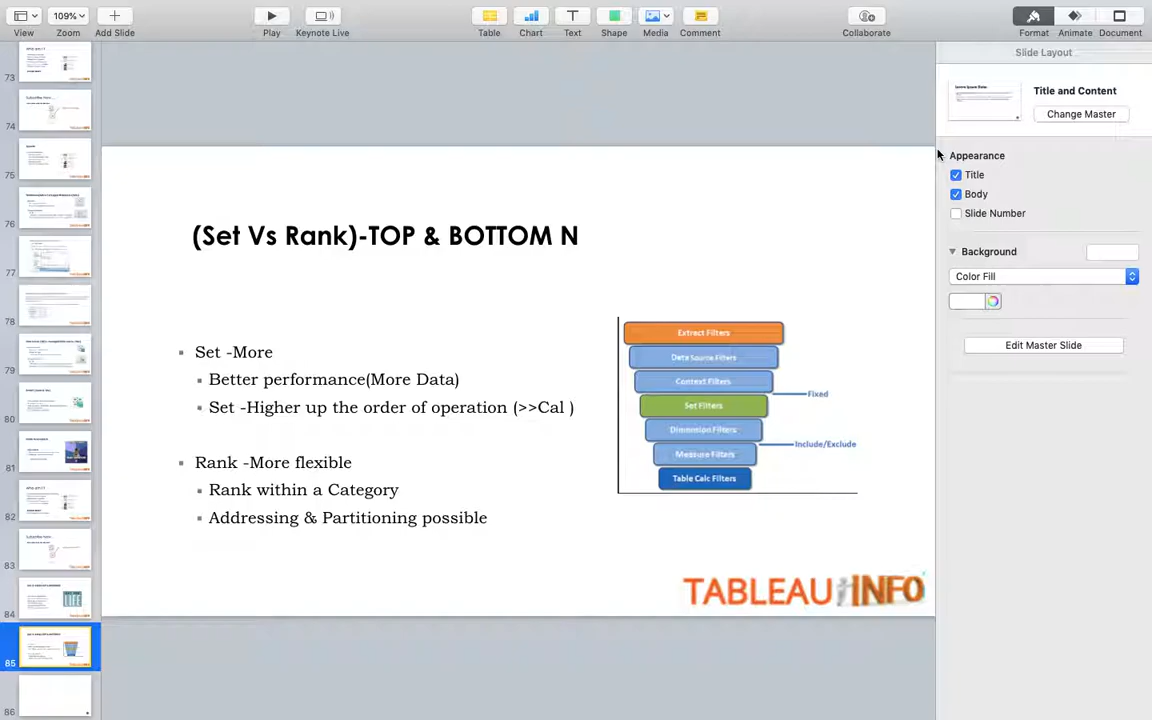 109%
View
Zoom
Add Slide
Play
Keynote Live
Table
Chart
Text
Shape
Media
Comment
Collaborate
Format
Animate
Document
73
74
75
76
77
78
79
80
81
82
83
84
85
86
(Set Vs Rank)-TOP & BOTTOM N
Set -More
Better performance(More Data)
Set -Higher up the order of operation (>>Cal )
Rank -More flexible
Rank within a Category
Addressing & Partitioning possible
Extract Filters
Data Source Filters
Context Filters
Fixed
Set Filters
Dimension Filters
Include/Exclude
Measure Filters
Table Calc Filters
TABLEAU INFO
Slide Layout
Title and Content
Change Master
Appearance
Title
Body
Slide Number
Background
Color Fill
Edit Master Slide